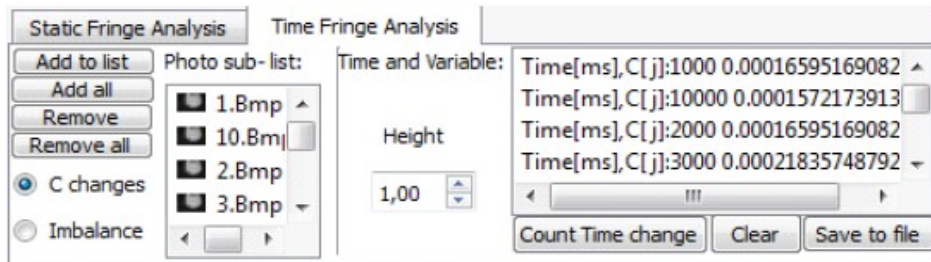 Static Fringe Analysis
Time Fringe Analysis
Add to list
Add all
Remove
Remove all
C changes
Imbalance
Photo sub-list:
1.Bmp
10.Bmp
2.Bmp
3.Bmp
Time and Variable:
Height
1,00
Time[ms],C[j]:1000 0.00016595169082
Time[ms],C[j]:10000 0.0001572173913
Time[ms],C[j]:2000 0.00016595169082
Time[ms],C[j]:3000 0.00021835748792
Count Time change
Clear
Save to file